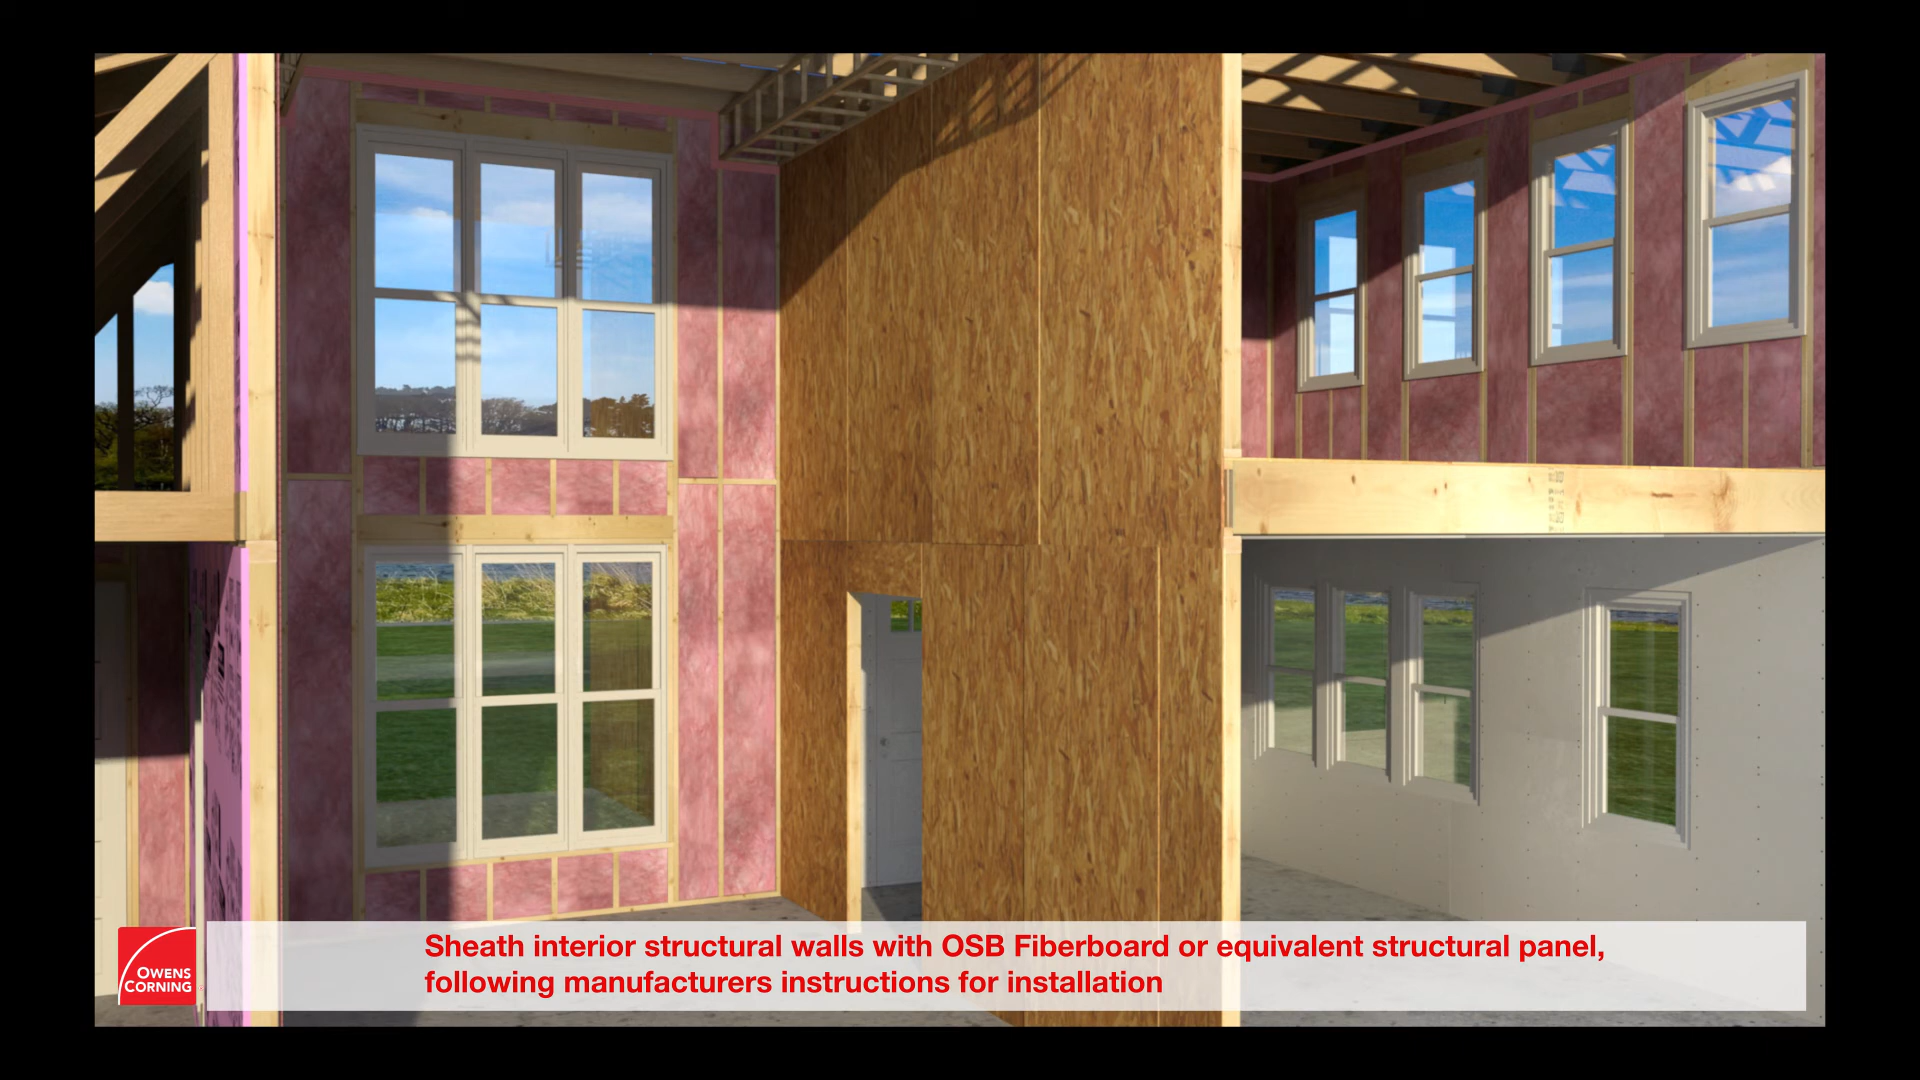 Sheath interior structural walls with OSB Fiberboard or equivalent structural panel,
following manufacturers instructions for installation
OWENS
CORNING